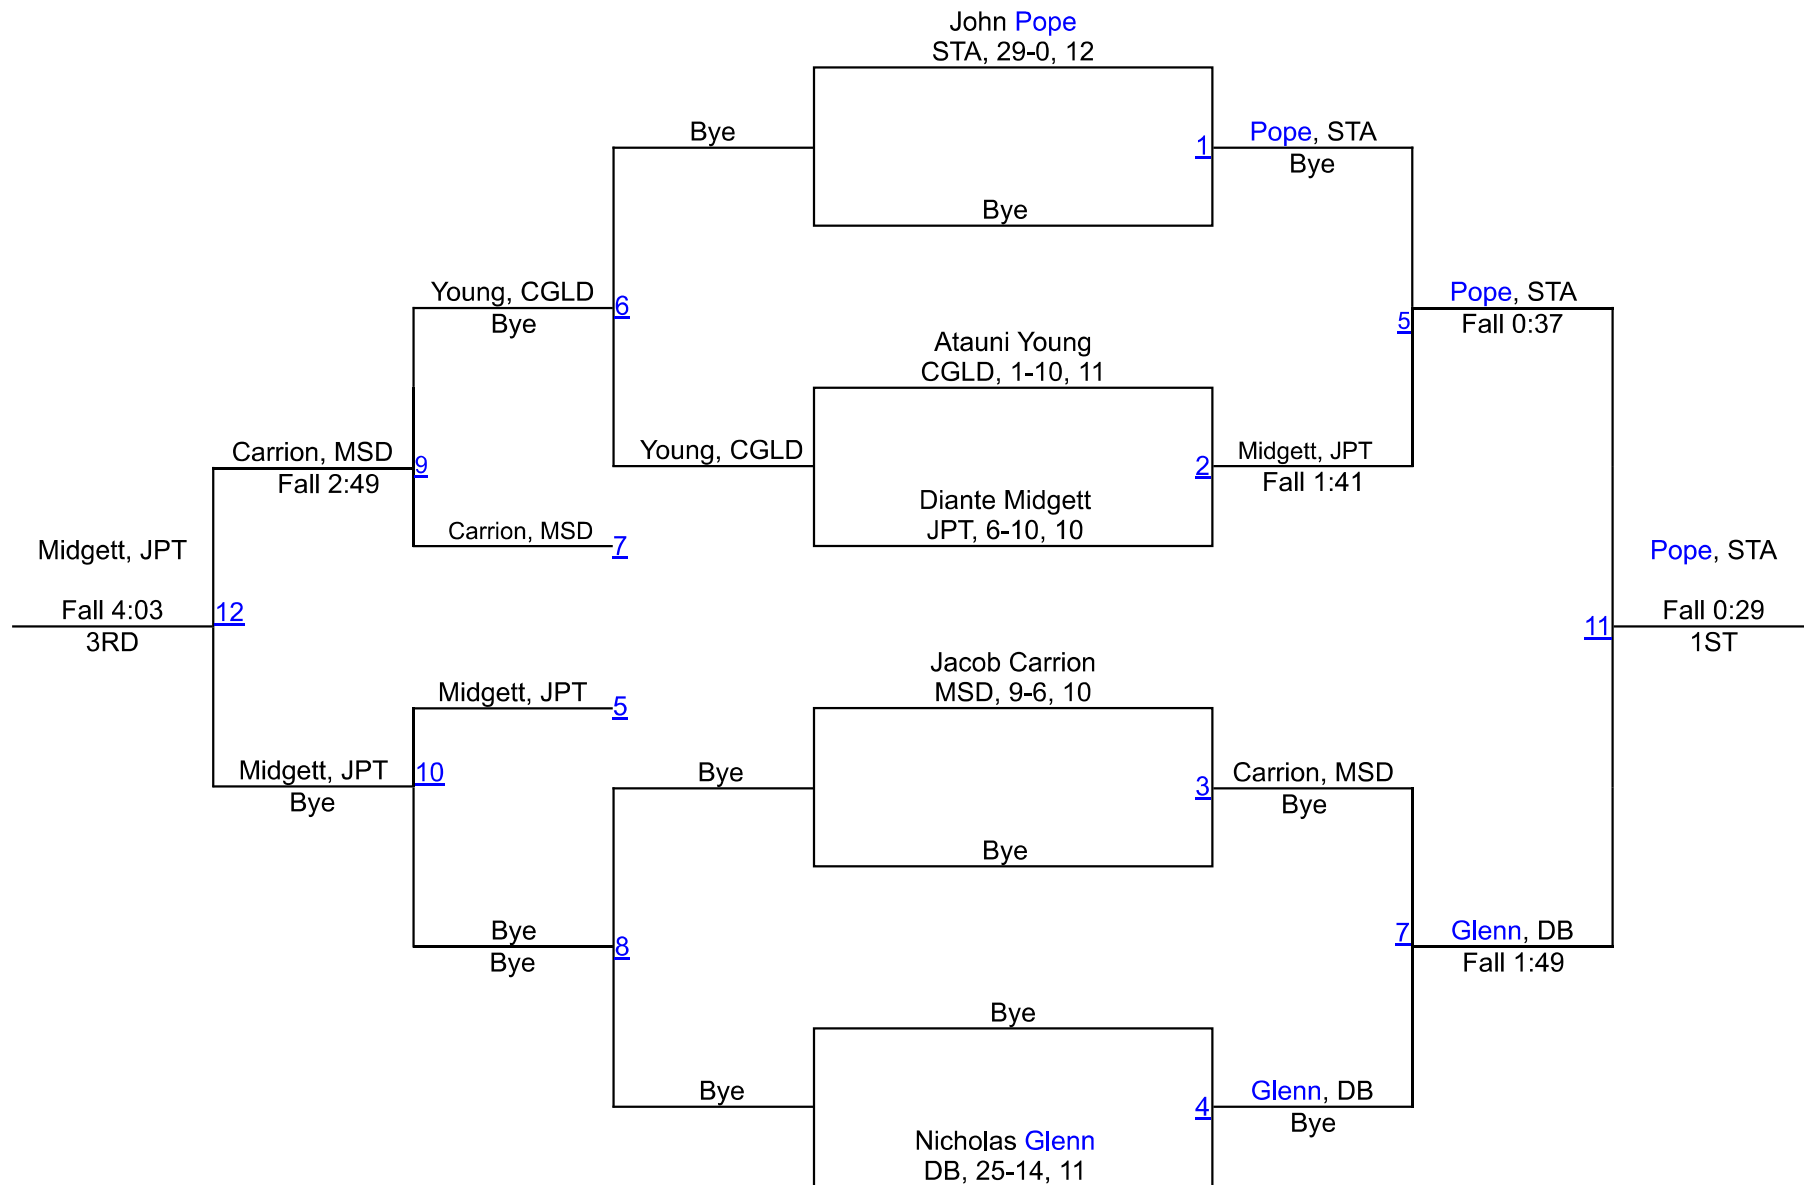 John Pope
STA, 29-0, 12
Bye
1
Pope, STA
Bye
Bye
Young, CGLD
Bye
6
Pope, STA
Fall 0:37
5
Atauni Young
CGLD, 1-10, 11
Carrion, MSD
Fall 2:49
9
Young, CGLD
2
Midgett, JPT
Fall 1:41
Diante Midgett
JPT, 6-10, 10
Carrion, MSD
7
Midgett, JPT
Fall 4:03
3RD
12
Pope, STA
Fall 0:29
1ST
11
Jacob Carrion
MSD, 9-6, 10
Midgett, JPT
5
Midgett, JPT
Bye
10
Bye
3
Carrion, MSD
Bye
Bye
Bye
Bye
8
7
Glenn, DB
Fall 1:49
Bye
Bye
4
Glenn, DB
Bye
Nicholas Glenn
DB, 25-14, 11